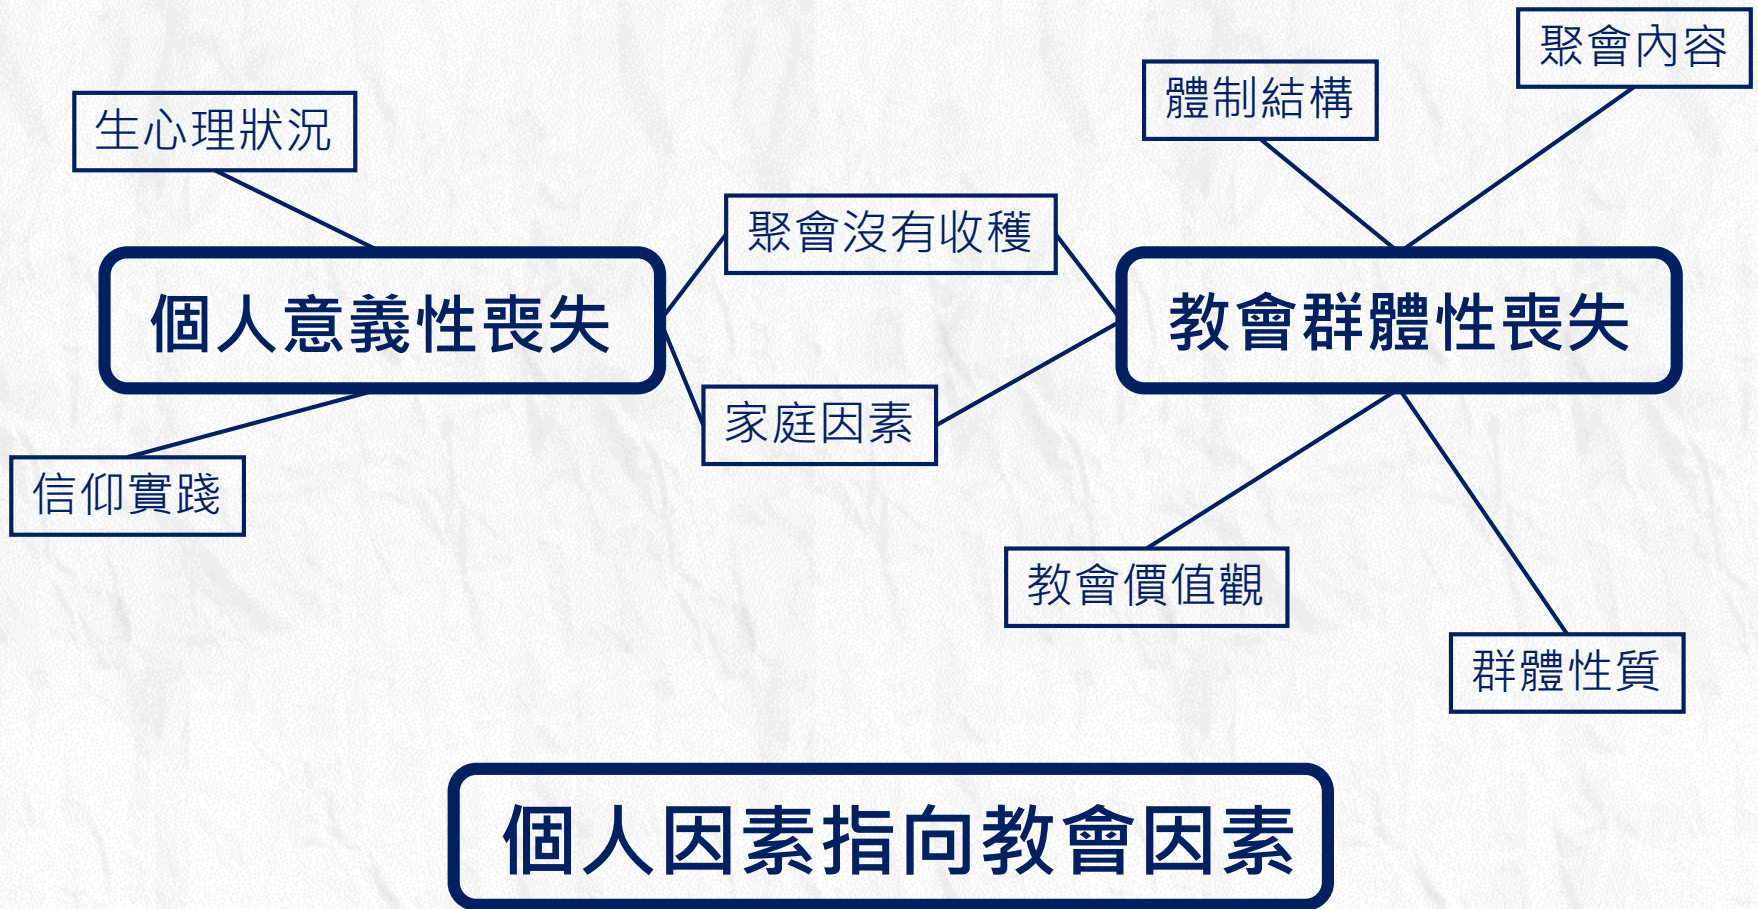 聚會內容
體制結構
生心理狀況
聚會沒有收穫
個人意義性喪失
教會群體性喪失
家庭因素
信仰實踐
教會價值觀
群體性質
個人因素指向教會因素